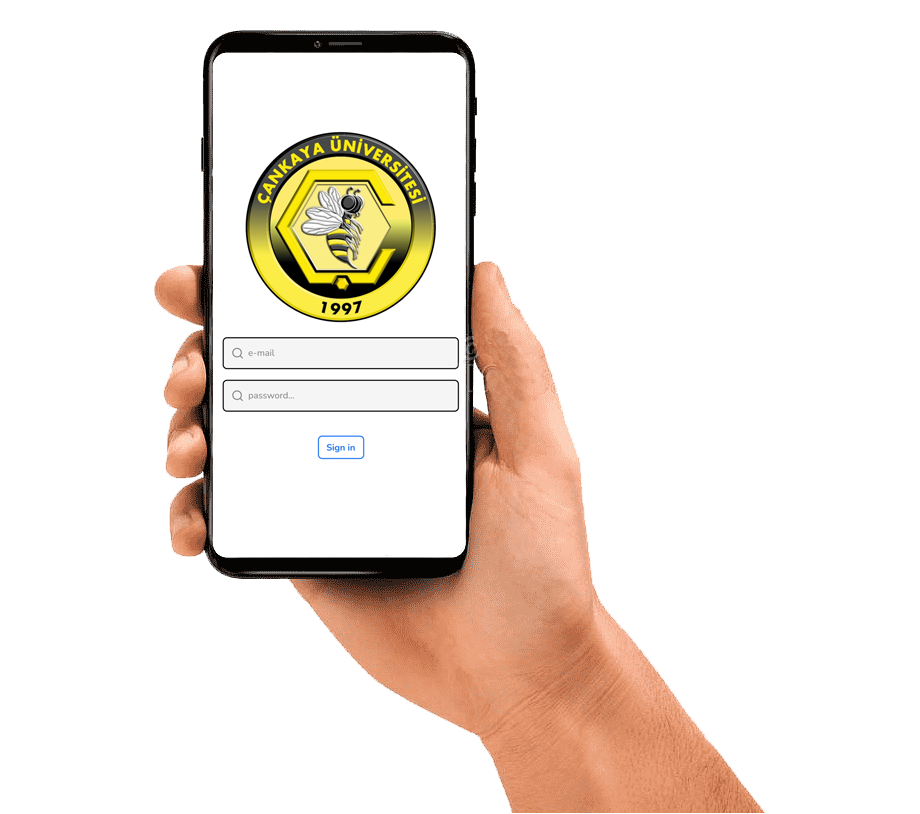 ÇANKAYA ÜNİVERSİTESİ
1997
e-mail
password...
Sign in